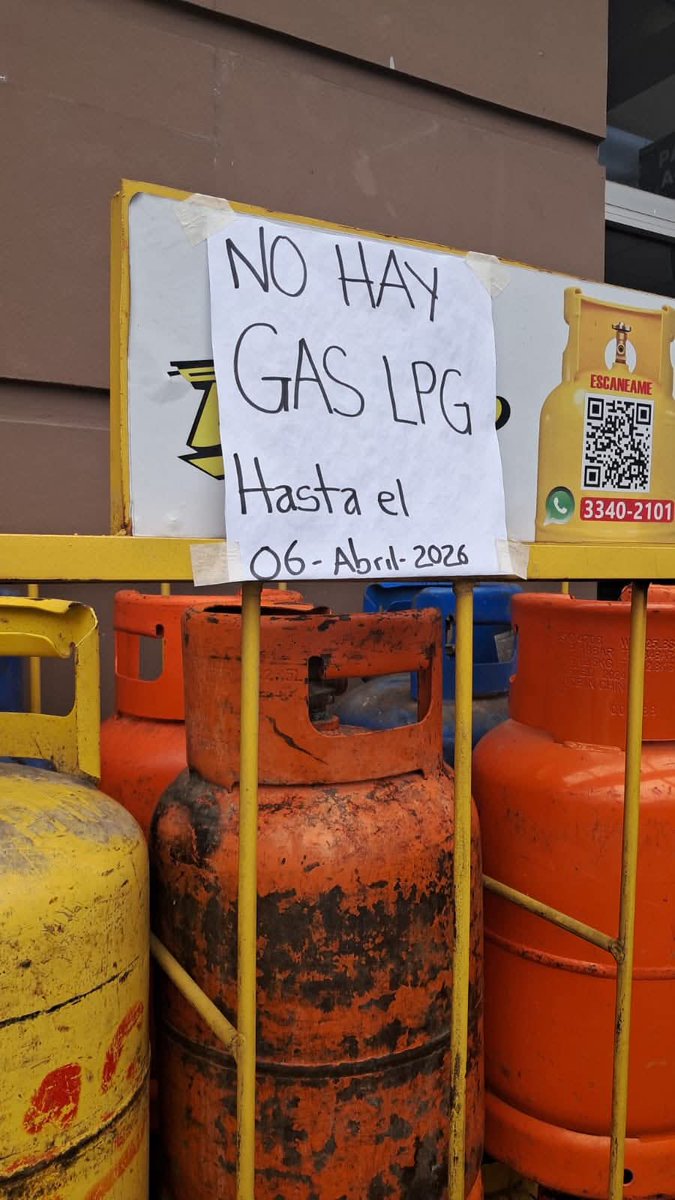 NO HAY
GAS LPG
Hasta el
06-Abril-2026
ESCANEAME
3340-2101